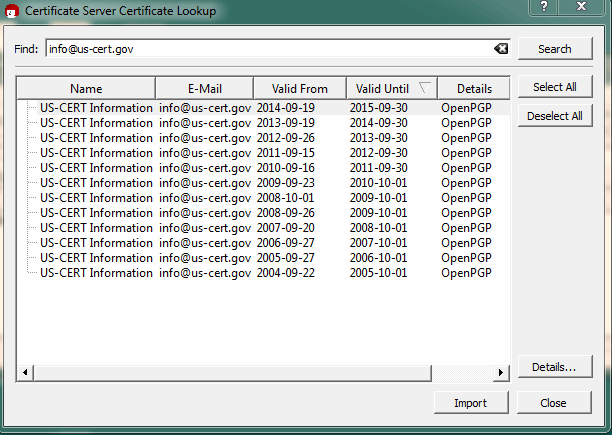 Certificate Server Certificate Lookup
Find: info@us-cert.gov Search
Name E-Mail Valid From Valid Until Details Select All
US-CERT Information info@us-cert.gov 2014-09-19 2015-09-30 OpenPGP
US-CERT Information info@us-cert.gov 2013-09-19 2014-09-30 OpenPGP Deselect All
US-CERT Information info@us-cert.gov 2012-09-26 2013-09-30 OpenPGP
US-CERT Information info@us-cert.gov 2011-09-15 2012-09-30 OpenPGP
US-CERT Information info@us-cert.gov 2010-09-16 2011-09-30 OpenPGP
US-CERT Information info@us-cert.gov 2009-09-23 2010-10-01 OpenPGP
US-CERT Information info@us-cert.gov 2008-10-01 2009-10-01 OpenPGP
US-CERT Information info@us-cert.gov 2008-09-26 2009-10-01 OpenPGP
US-CERT Information info@us-cert.gov 2007-09-20 2008-10-01 OpenPGP
US-CERT Information info@us-cert.gov 2006-09-27 2007-10-01 OpenPGP
US-CERT Information info@us-cert.gov 2005-09-27 2006-10-01 OpenPGP
US-CERT Information info@us-cert.gov 2004-09-22 2005-10-01 OpenPGP
Details...
Import Close